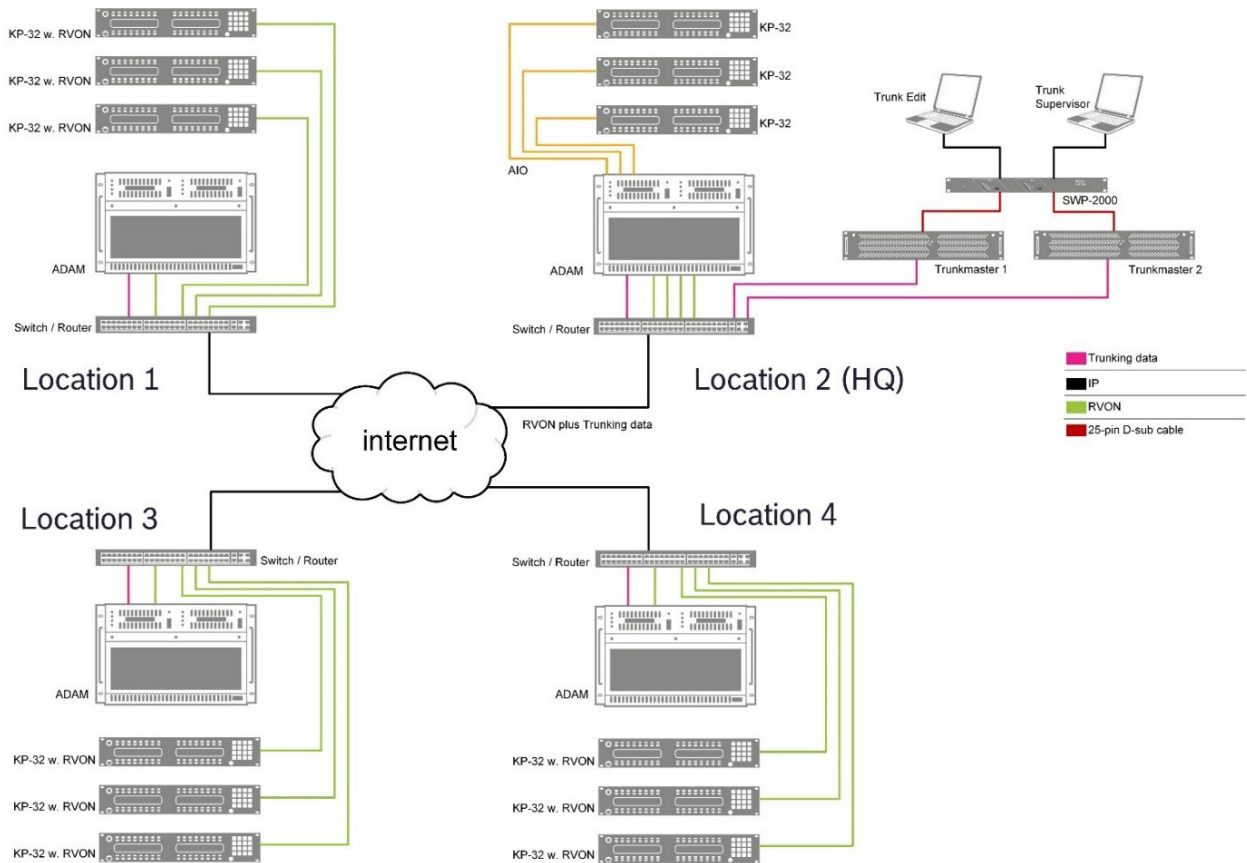 KP-32 w. RVON
KP-32 w. RVON
KP-32 w. RVON
ADAM
Switch / Router
Location 1
KP-32
KP-32
KP-32
AIO
ADAM
Switch / Router
Location 2 (HQ)
Trunk Edit
Trunk
Supervisor
SWP-2000
Trunkmaster 1
Trunkmaster 2
Trunking data
IP
RVON
25-pin D-sub cable
internet
RVON plus Trunking data
Location 3
Switch / Router
ADAM
KP-32 w. RVON
KP-32 w. RVON
KP-32 w. RVON
Location 4
Switch / Router
ADAM
KP-32 w. RVON
KP-32 w. RVON
KP-32 w. RVON